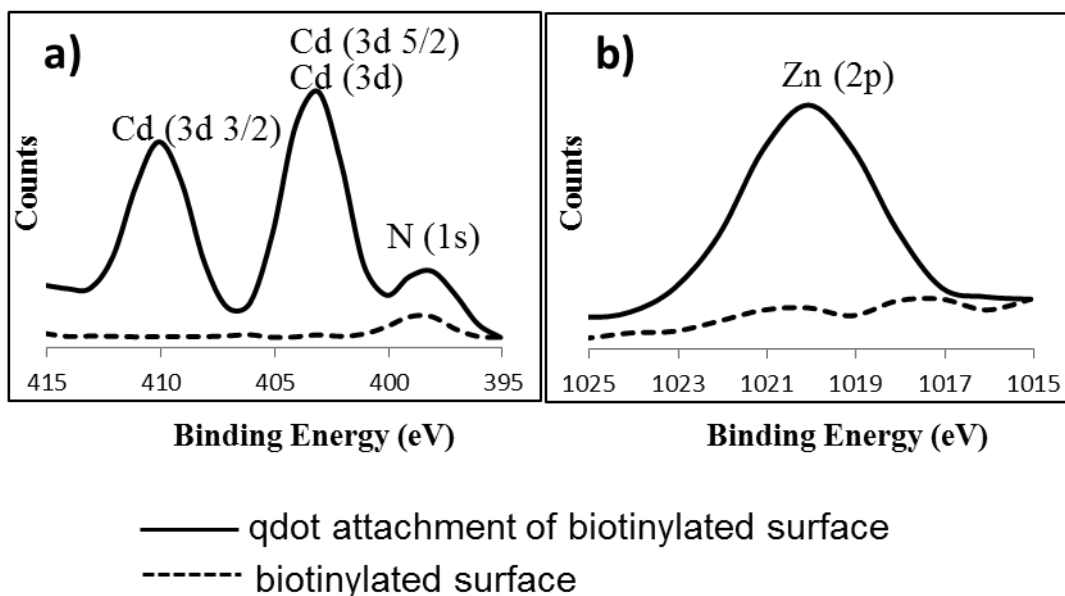 a)
Cd (3d 5/2)
Cd (3d)
Cd (3d 3/2)
N (1s)
Counts
415 410 405 400 395
Binding Energy (eV)
b)
Zn (2p)
Counts
1025 1023 1021 1019 1017 1015
Binding Energy (eV)
qdot attachment of biotinylated surface
biotinylated surface